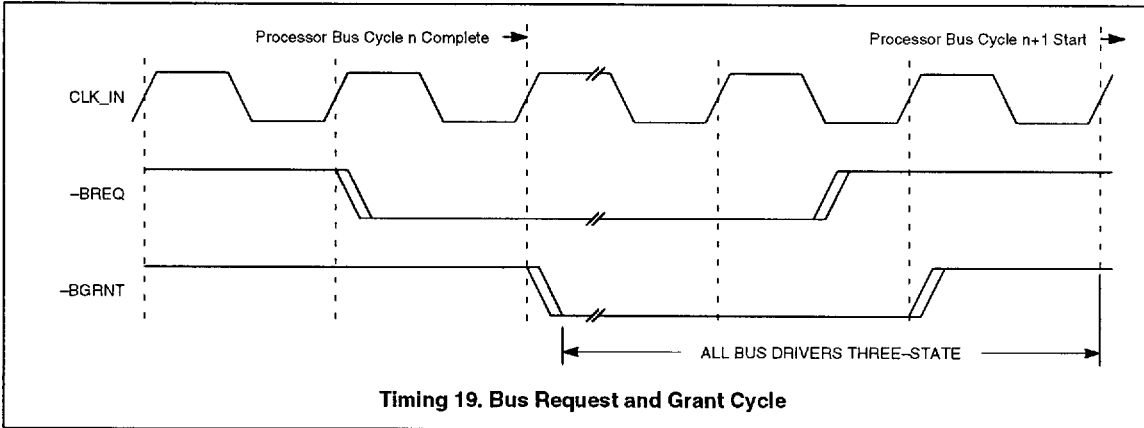 Processor Bus Cycle n Complete
Processor Bus Cycle n+1 Start
CLK_IN
–BREQ
–BGRNT
ALL BUS DRIVERS THREE–STATE
Timing 19. Bus Request and Grant Cycle